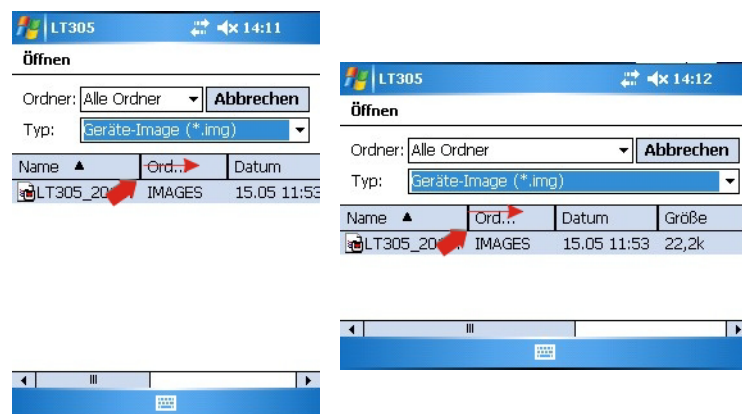 LT305 14:11
Öffnen
Ordner: Alle Ordner Abbrechen
Typ: Geräte-Image (*.img)
Name Ord... Datum
IMAGES 15.05 11:53
LT305 14:12
Öffnen
Ordner: Alle Ordner Abbrechen
Typ: Geräte-Image (*.img)
Name Ord... Datum Größe
IMAGES 15.05 11:53 22,2k